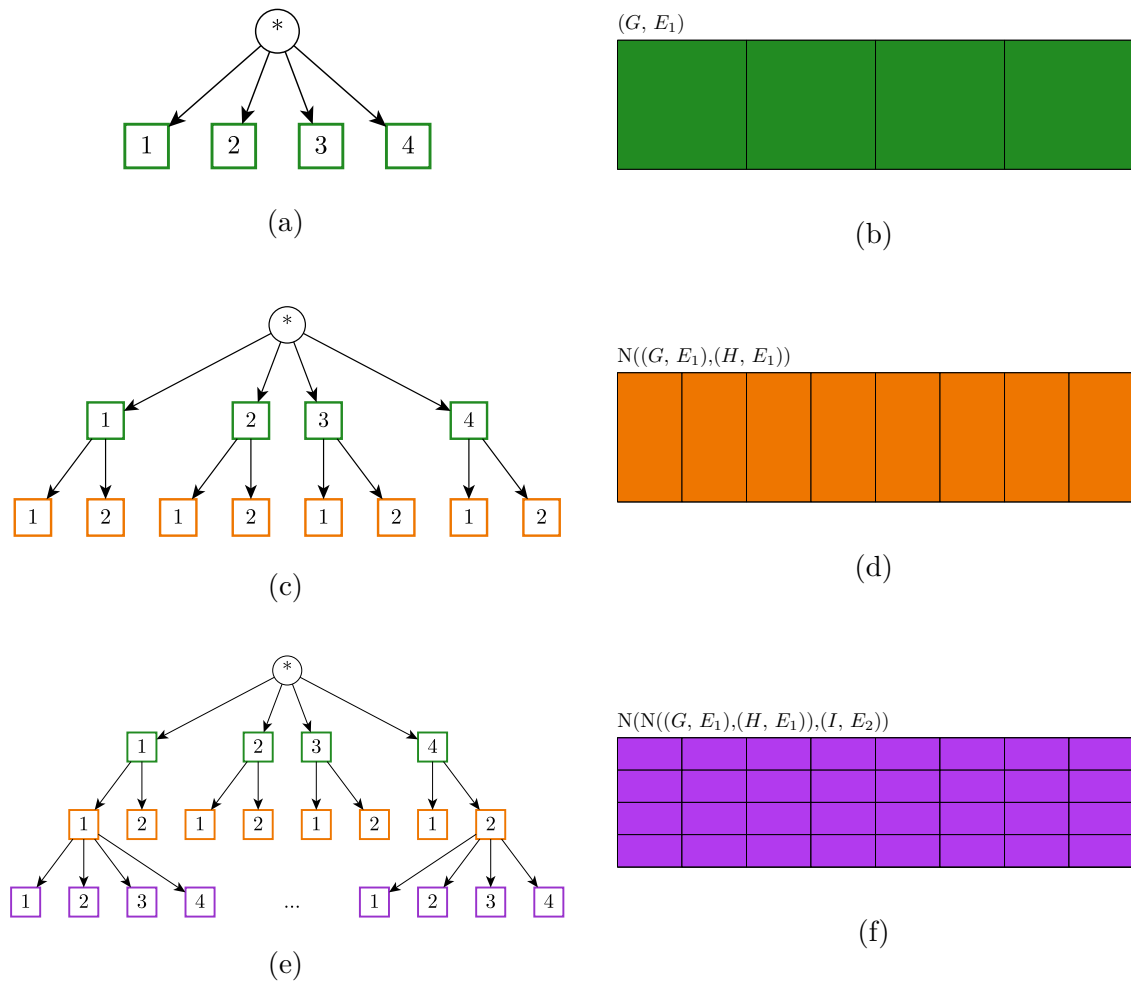 *
1 2 3 4
(a)
(G, E₁)
(b)
*
1 2 3 4
1 2 1 2 1 2 1 2
(c)
N((G, E₁),(H, E₁))
(d)
*
1 2 3 4
1 2 1 2 1 2 1 2
1 2 3 4 ... 1 2 3 4
(e)
N(N((G, E₁),(H, E₁)),(I, E₂))
(f)